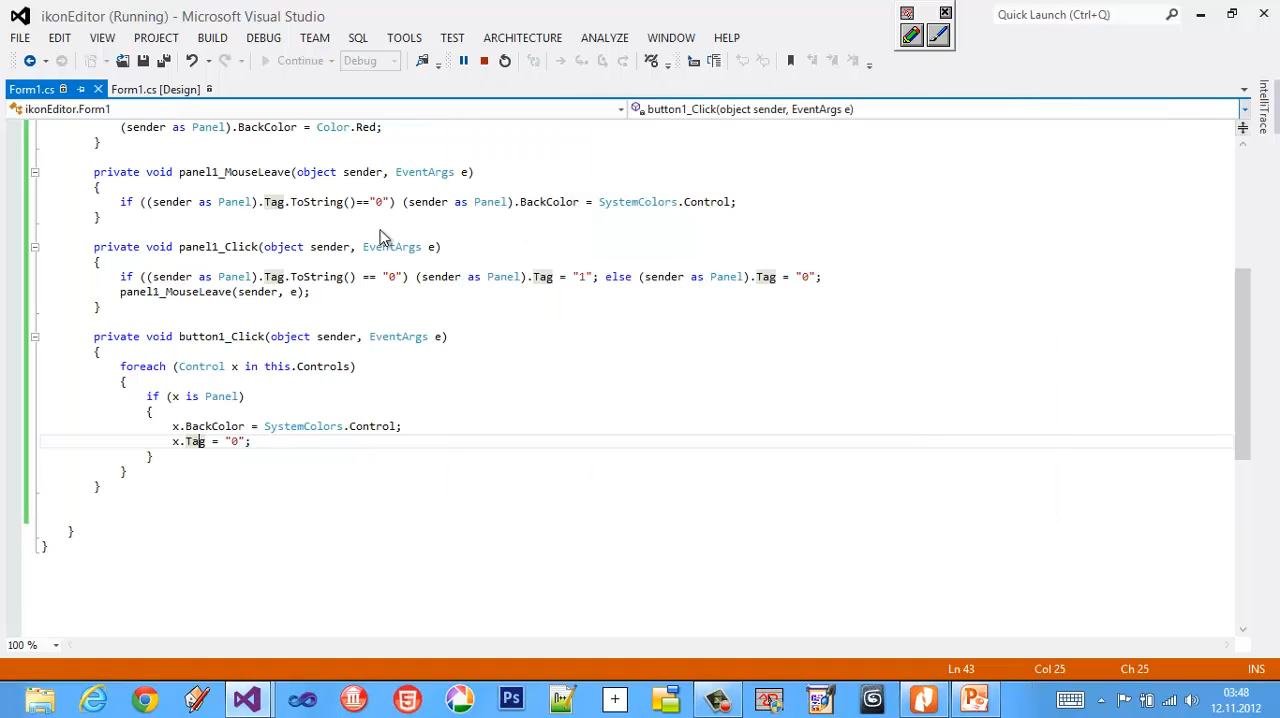 ikonEditor (Running) - Microsoft Visual Studio
Quick Launch (Ctrl+Q)
FILE EDIT VIEW PROJECT BUILD DEBUG TEAM SQL TOOLS TEST ARCHITECTURE ANALYZE WINDOW HELP
Continue Debug
Form1.cs Form1.cs [Design]
ikonEditor.Form1 button1_Click(object sender, EventArgs e)
IntelliTrace
(sender as Panel).BackColor = Color.Red;
}
private void panel1_MouseLeave(object sender, EventArgs e)
{
if ((sender as Panel).Tag.ToString()=="0") (sender as Panel).BackColor = SystemColors.Control;
}
private void panel1_Click(object sender, EventArgs e)
{
if ((sender as Panel).Tag.ToString() == "0") (sender as Panel).Tag = "1"; else (sender as Panel).Tag = "0";
panel1_MouseLeave(sender, e);
}
private void button1_Click(object sender, EventArgs e)
{
foreach (Control x in this.Controls)
{
if (x is Panel)
{
x.BackColor = SystemColors.Control;
x.Tag = "0";
}
}
}
}
}
100 %
Ln 43 Col 25 Ch 25 INS
Ps
03:48
12.11.2012